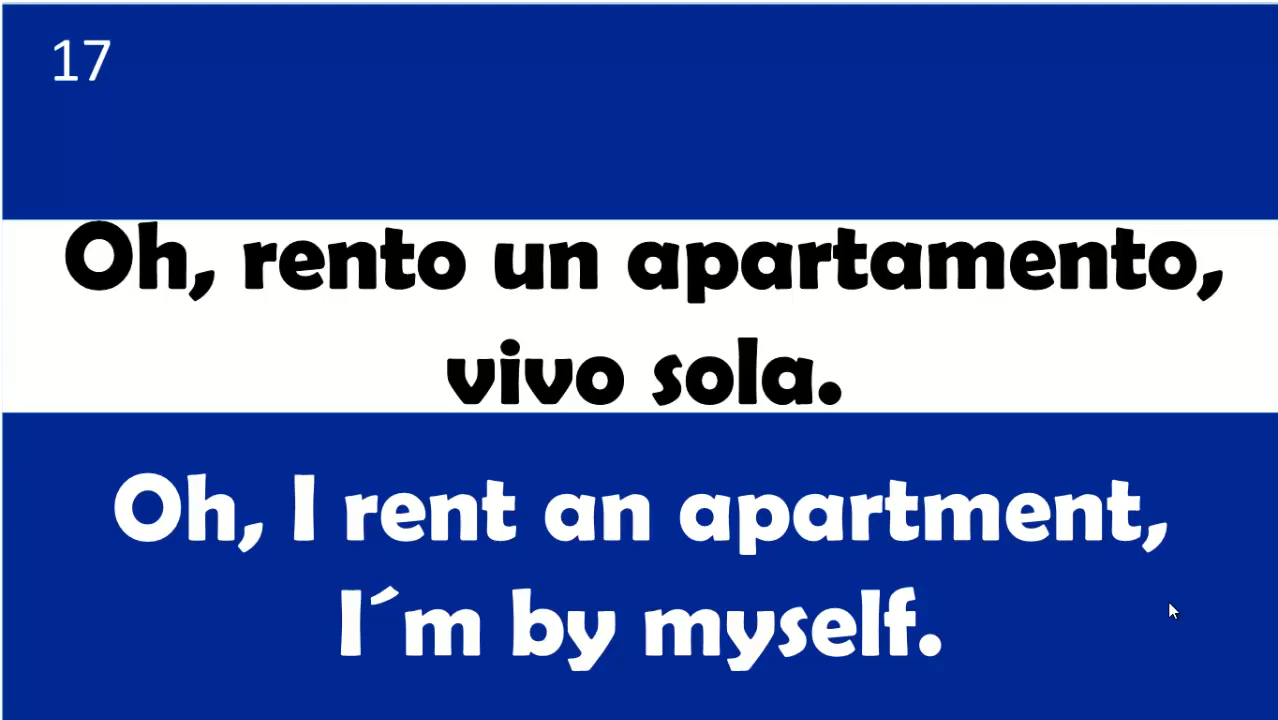 17
Oh, rento un apartamento,
vivo sola.
Oh, I rent an apartment,
I´m by myself.